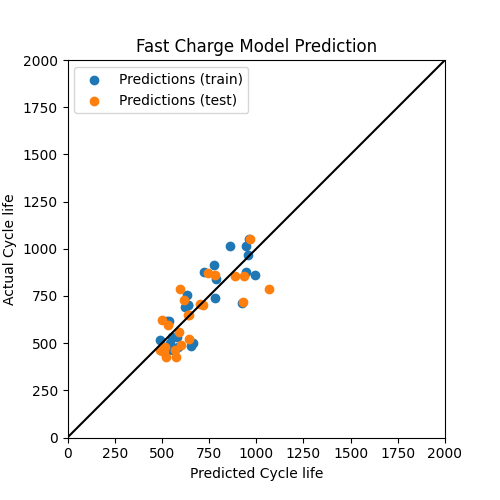 Fast Charge Model Prediction
2000
1750
1500
1250
1000
750
500
250
0
Actual Cycle life
Predictions (train)
Predictions (test)
0 250 500 750 1000 1250 1500 1750 2000
Predicted Cycle life